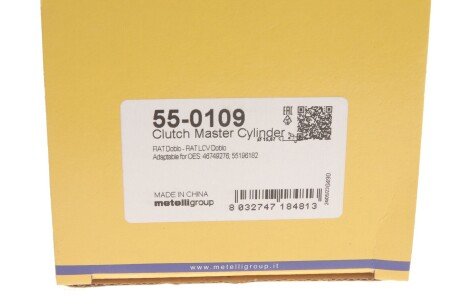 55-0109
EAC
Clutch Master Cylinder
FIAT Doblo - FIAT LCV Doblo
Adaptable for OES: 46749276, 55196182
MADE IN CHINA
metelligroup
8 032747 184813
www.metelligroup.it